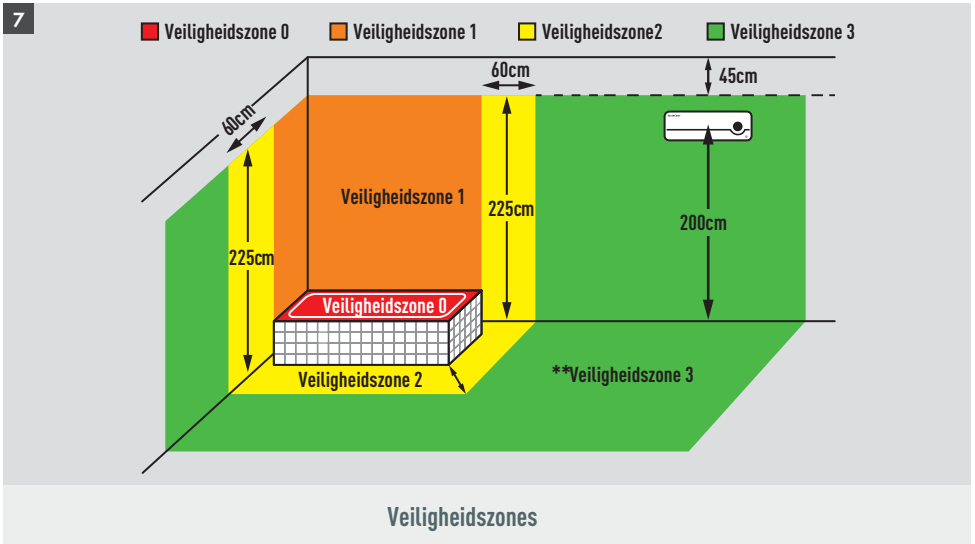 7
Veiligheidszone 0
Veiligheidszone 1
Veiligheidszone2
Veiligheidszone 3
60cm
45cm
60cm
Veiligheidszone 1
225cm
200cm
225cm
Veiligheidszone 0
Veiligheidszone 2
**Veiligheidszone 3
Veiligheidszones